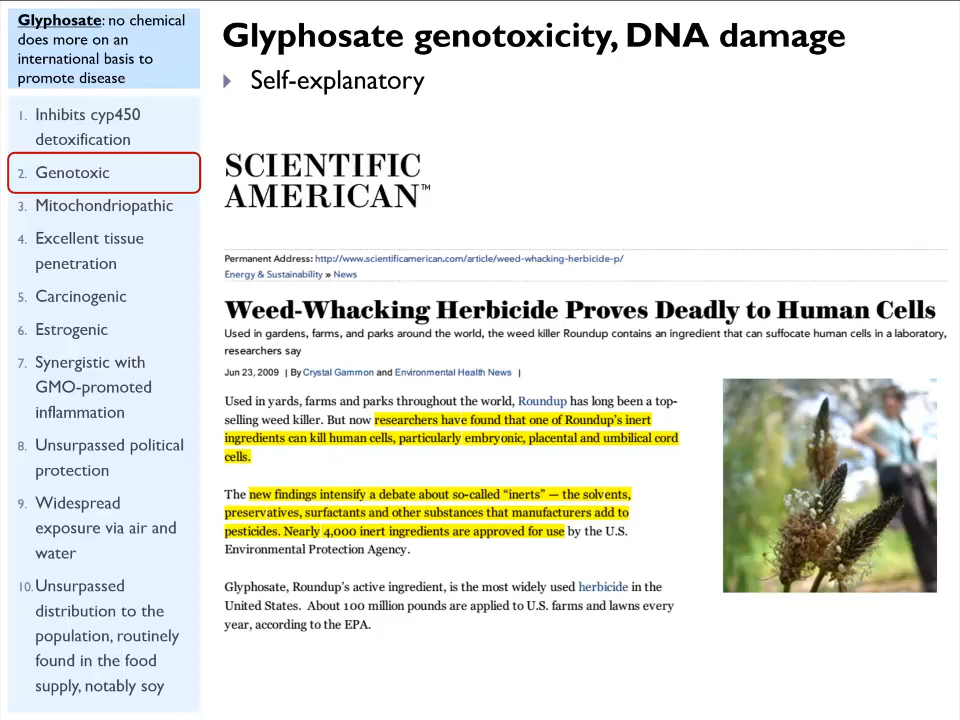 Glyphosate: no chemical
does more on an
international basis to
promote disease
1. Inhibits cyp450
detoxification
2. Genotoxic
3. Mitochondriopathic
4. Excellent tissue
penetration
5. Carcinogenic
6. Estrogenic
7. Synergistic with
GMO-promoted
inflammation
8. Unsurpassed political
protection
9. Widespread
exposure via air and
water
10. Unsurpassed
distribution to the
population, routinely
found in the food
supply, notably soy
Glyphosate genotoxicity, DNA damage
Self-explanatory
SCIENTIFIC
AMERICAN™
Permanent Address: http://www.scientificamerican.com/article/weed-whacking-herbicide-p/
Energy & Sustainability » News
Weed-Whacking Herbicide Proves Deadly to Human Cells
Used in gardens, farms, and parks around the world, the weed killer Roundup contains an ingredient that can suffocate human cells in a laboratory,
researchers say
Jun 23, 2009 | By Crystal Gammon and Environmental Health News |
Used in yards, farms and parks throughout the world, Roundup has long been a top-
selling weed killer. But now researchers have found that one of Roundup's inert
ingredients can kill human cells, particularly embryonic, placental and umbilical cord
cells.
The new findings intensify a debate about so-called “inerts” — the solvents,
preservatives, surfactants and other substances that manufacturers add to
pesticides. Nearly 4,000 inert ingredients are approved for use by the U.S.
Environmental Protection Agency.
Glyphosate, Roundup's active ingredient, is the most widely used herbicide in the
United States. About 100 million pounds are applied to U.S. farms and lawns every
year, according to the EPA.